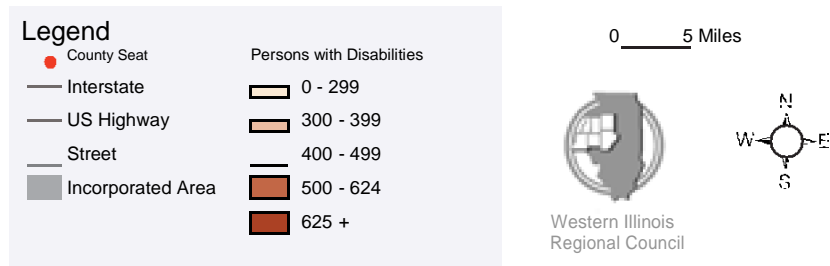 Legend
County Seat
Interstate
US Highway
Street
Incorporated Area
Persons with Disabilities
0 - 299
300 - 399
400 - 499
500 - 624
625 +
0 5 Miles
Western Illinois
Regional Council
N
W E
S